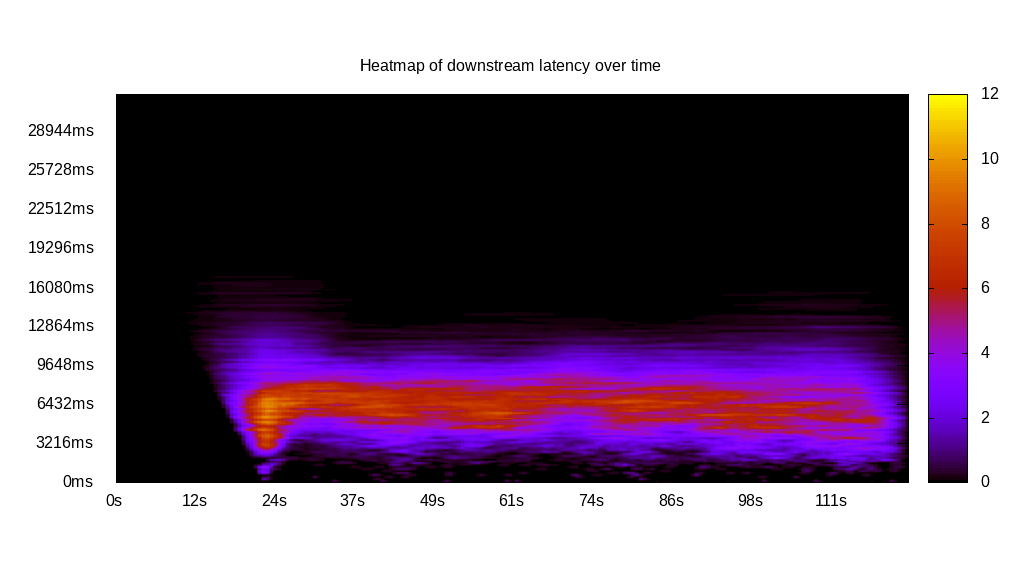 Heatmap of downstream latency over time
28944ms
25728ms
22512ms
19296ms
16080ms
12864ms
9648ms
6432ms
3216ms
0ms
0s 12s 24s 37s 49s 61s 74s 86s 98s 111s
12
10
8
6
4
2
0